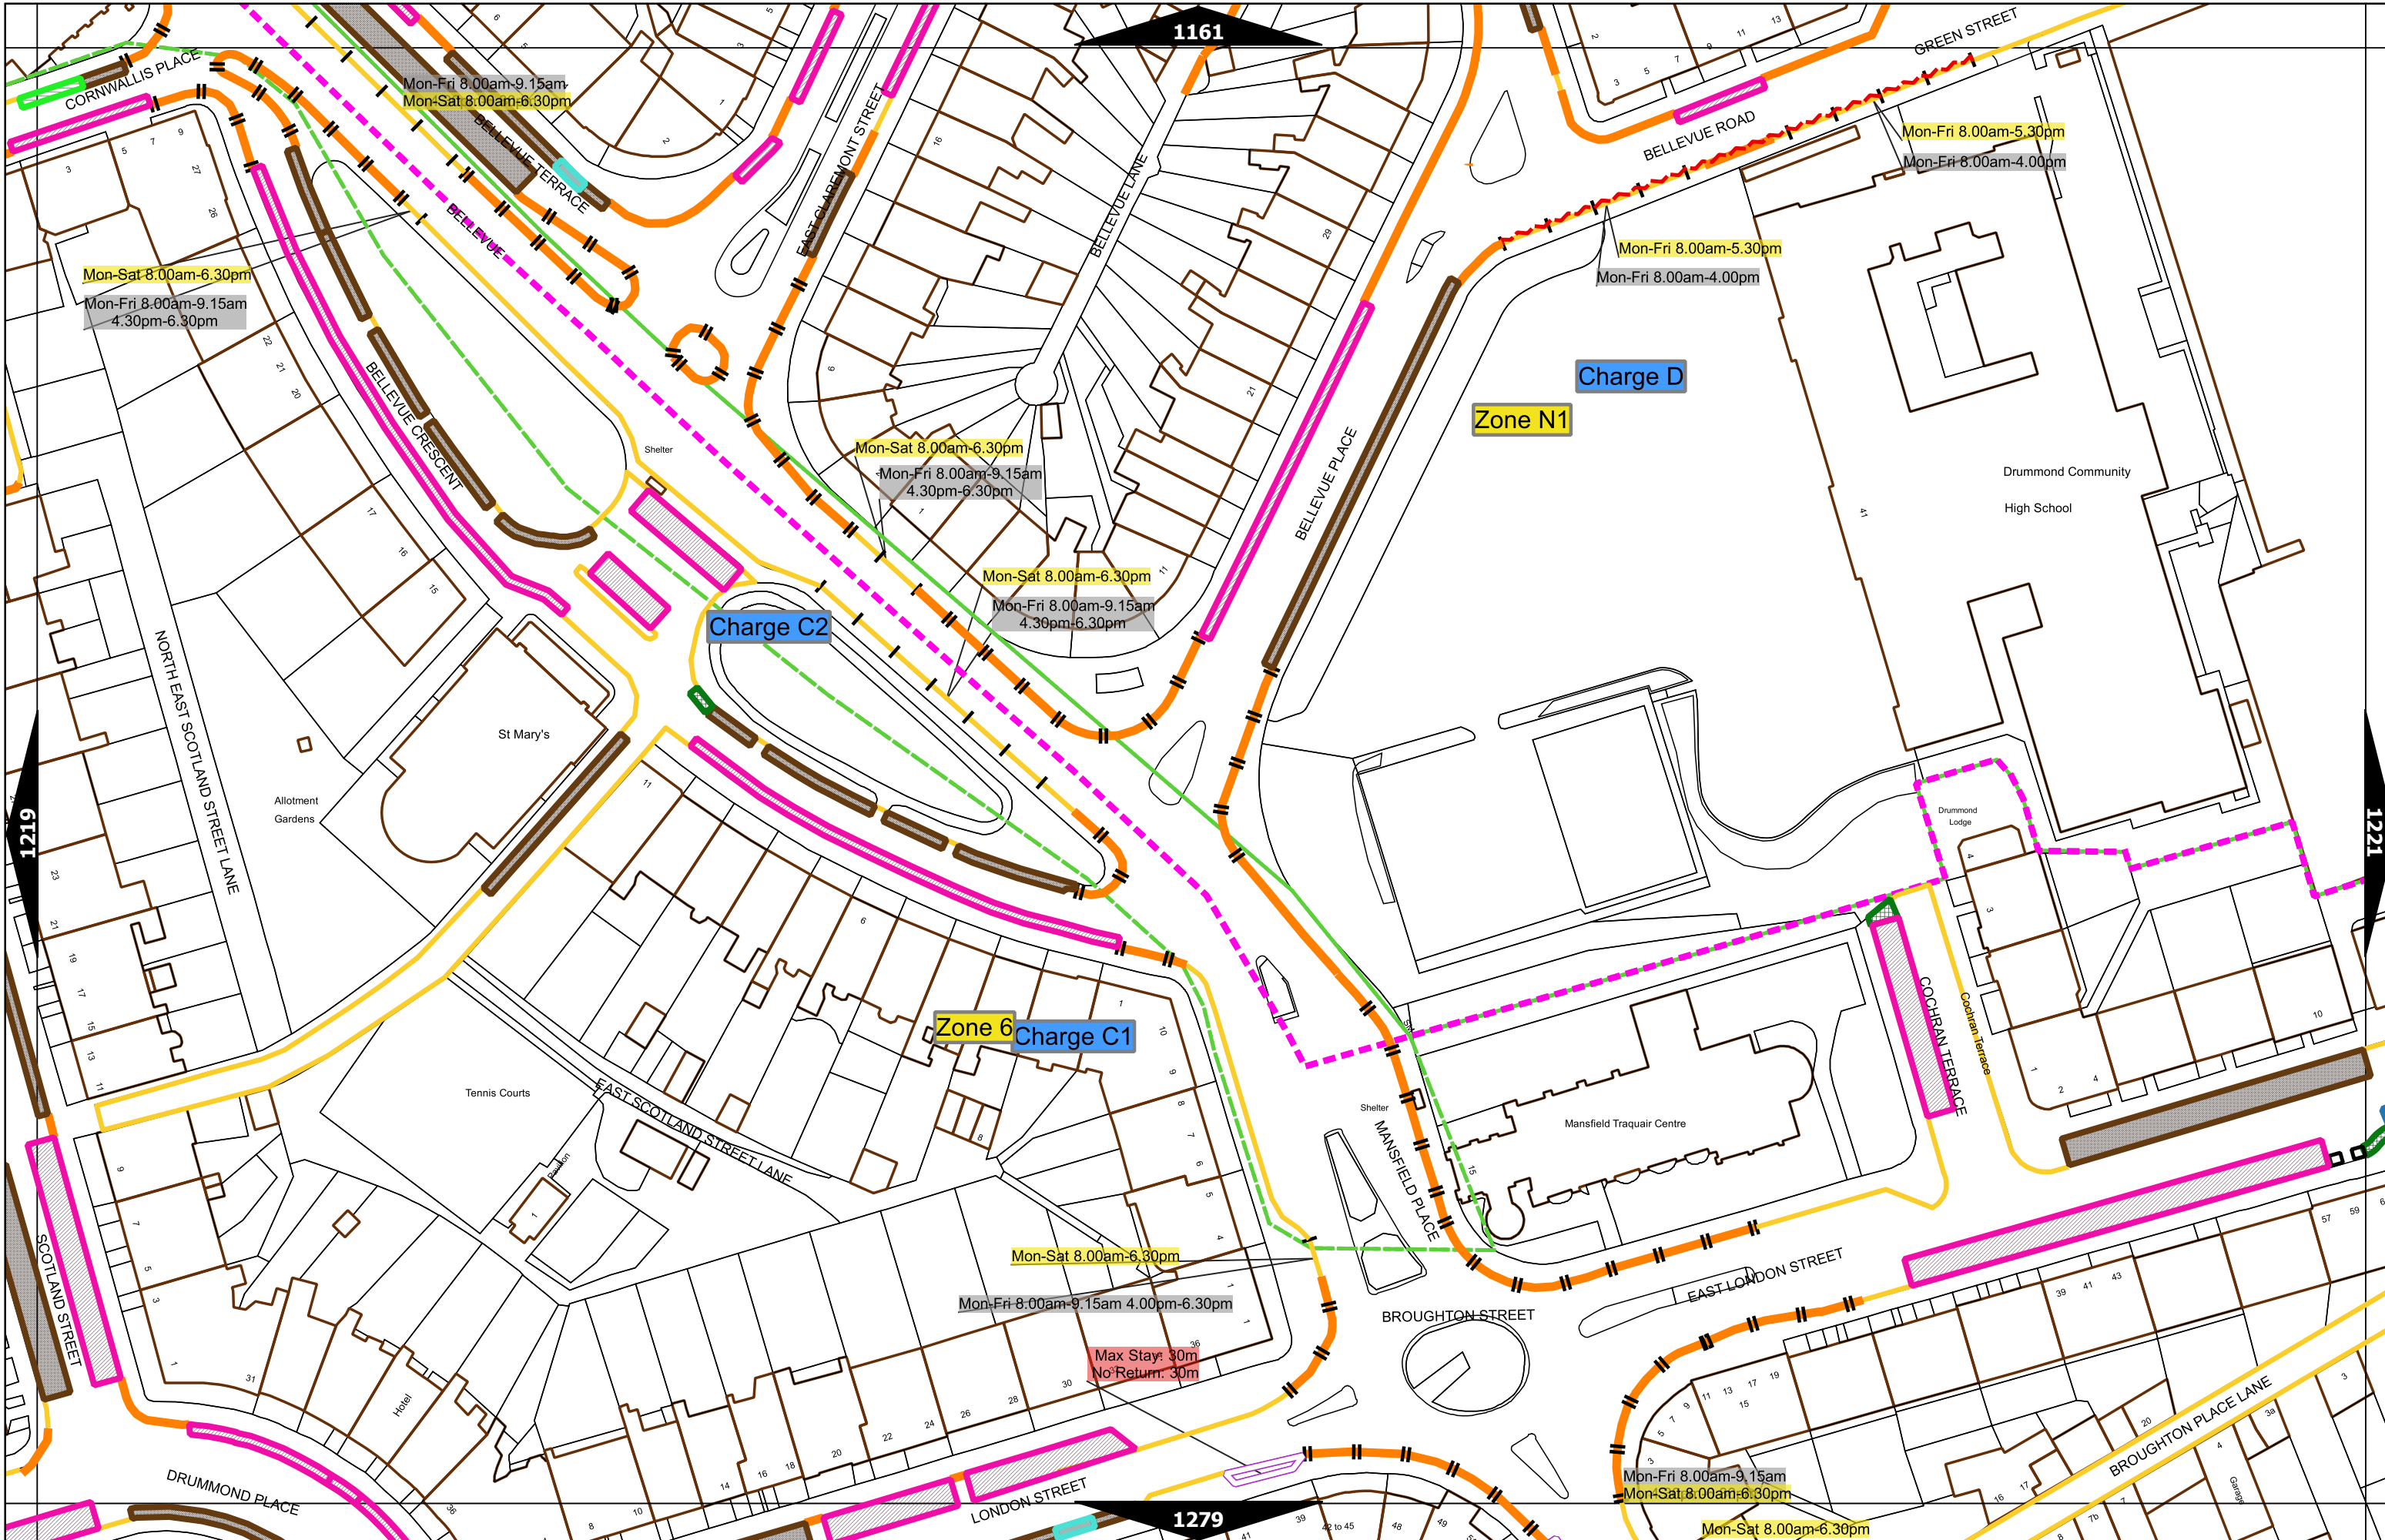 1161
GREEN STREET
CORNWALLIS PLACE
Mon-Fri 8.00am-9.15am
Mon-Sat 8.00am-6.30pm
BELLEVUE TERRACE
BELLEVUE
EAST CLAREMONT STREET
BELLEVUE LANE
BELLEVUE ROAD
Mon-Fri 8.00am-5.30pm
Mon-Fri 8.00am-4.00pm
Mon-Fri 8.00am-5.30pm
Mon-Fri 8.00am-4.00pm
Mon-Sat 8.00am-6.30pm
Mon-Fri 8.00am-9.15am
4.30pm-6.30pm
BELLEVUE CRESCENT
Shelter
Mon-Sat 8.00am-6.30pm
Mon-Fri 8.00am-9.15am
4.30pm-6.30pm
BELLEVUE PLACE
Charge D
Zone N1
Drummond Community
High School
41
Mon-Sat 8.00am-6.30pm
Mon-Fri 8.00am-9.15am
4.30pm-6.30pm
Charge C2
NORTH EAST SCOTLAND STREET LANE
St Mary's
Allotment
Gardens
1219
1221
Drummond
Lodge
Zone 6
Charge C1
COCHRAN TERRACE
Cochran Terrace
Tennis Courts
EAST SCOTLAND STREET LANE
Pavilion
Shelter
MANSFIELD PLACE
Mansfield Traquair Centre
15
SCOTLAND STREET
Mon-Sat 8.00am-6.30pm
Mon-Fri 8.00am-9.15am 4.00pm-6.30pm
EAST LONDON STREET
BROUGHTON STREET
Max Stay: 30m
No Return: 30m
Hotel
DRUMMOND PLACE
LONDON STREET
BROUGHTON PLACE LANE
Garage
Mon-Fri 8.00am-9.15am
Mon-Sat 8.00am-6.30pm
1279
42 to 45
Mon-Sat 8.00am-6.30pm